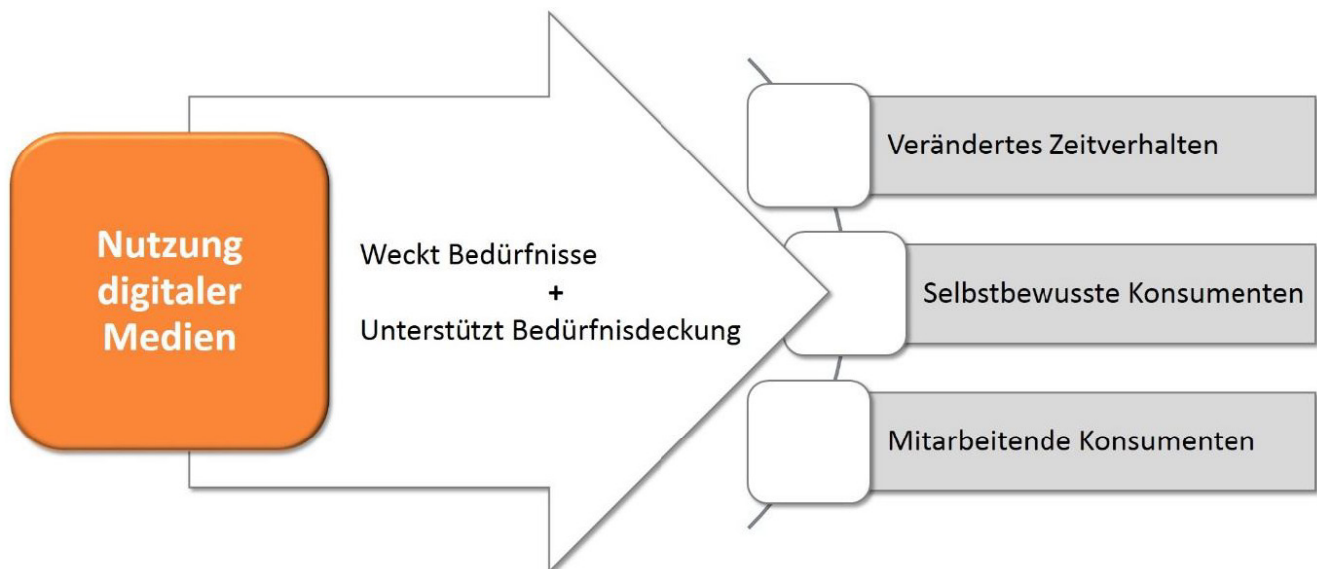 Nutzung
digitaler
Medien
Weckt Bedürfnisse
+
Unterstützt Bedürfnisdeckung
Verändertes Zeitverhalten
Selbstbewusste Konsumenten
Mitarbeitende Konsumenten